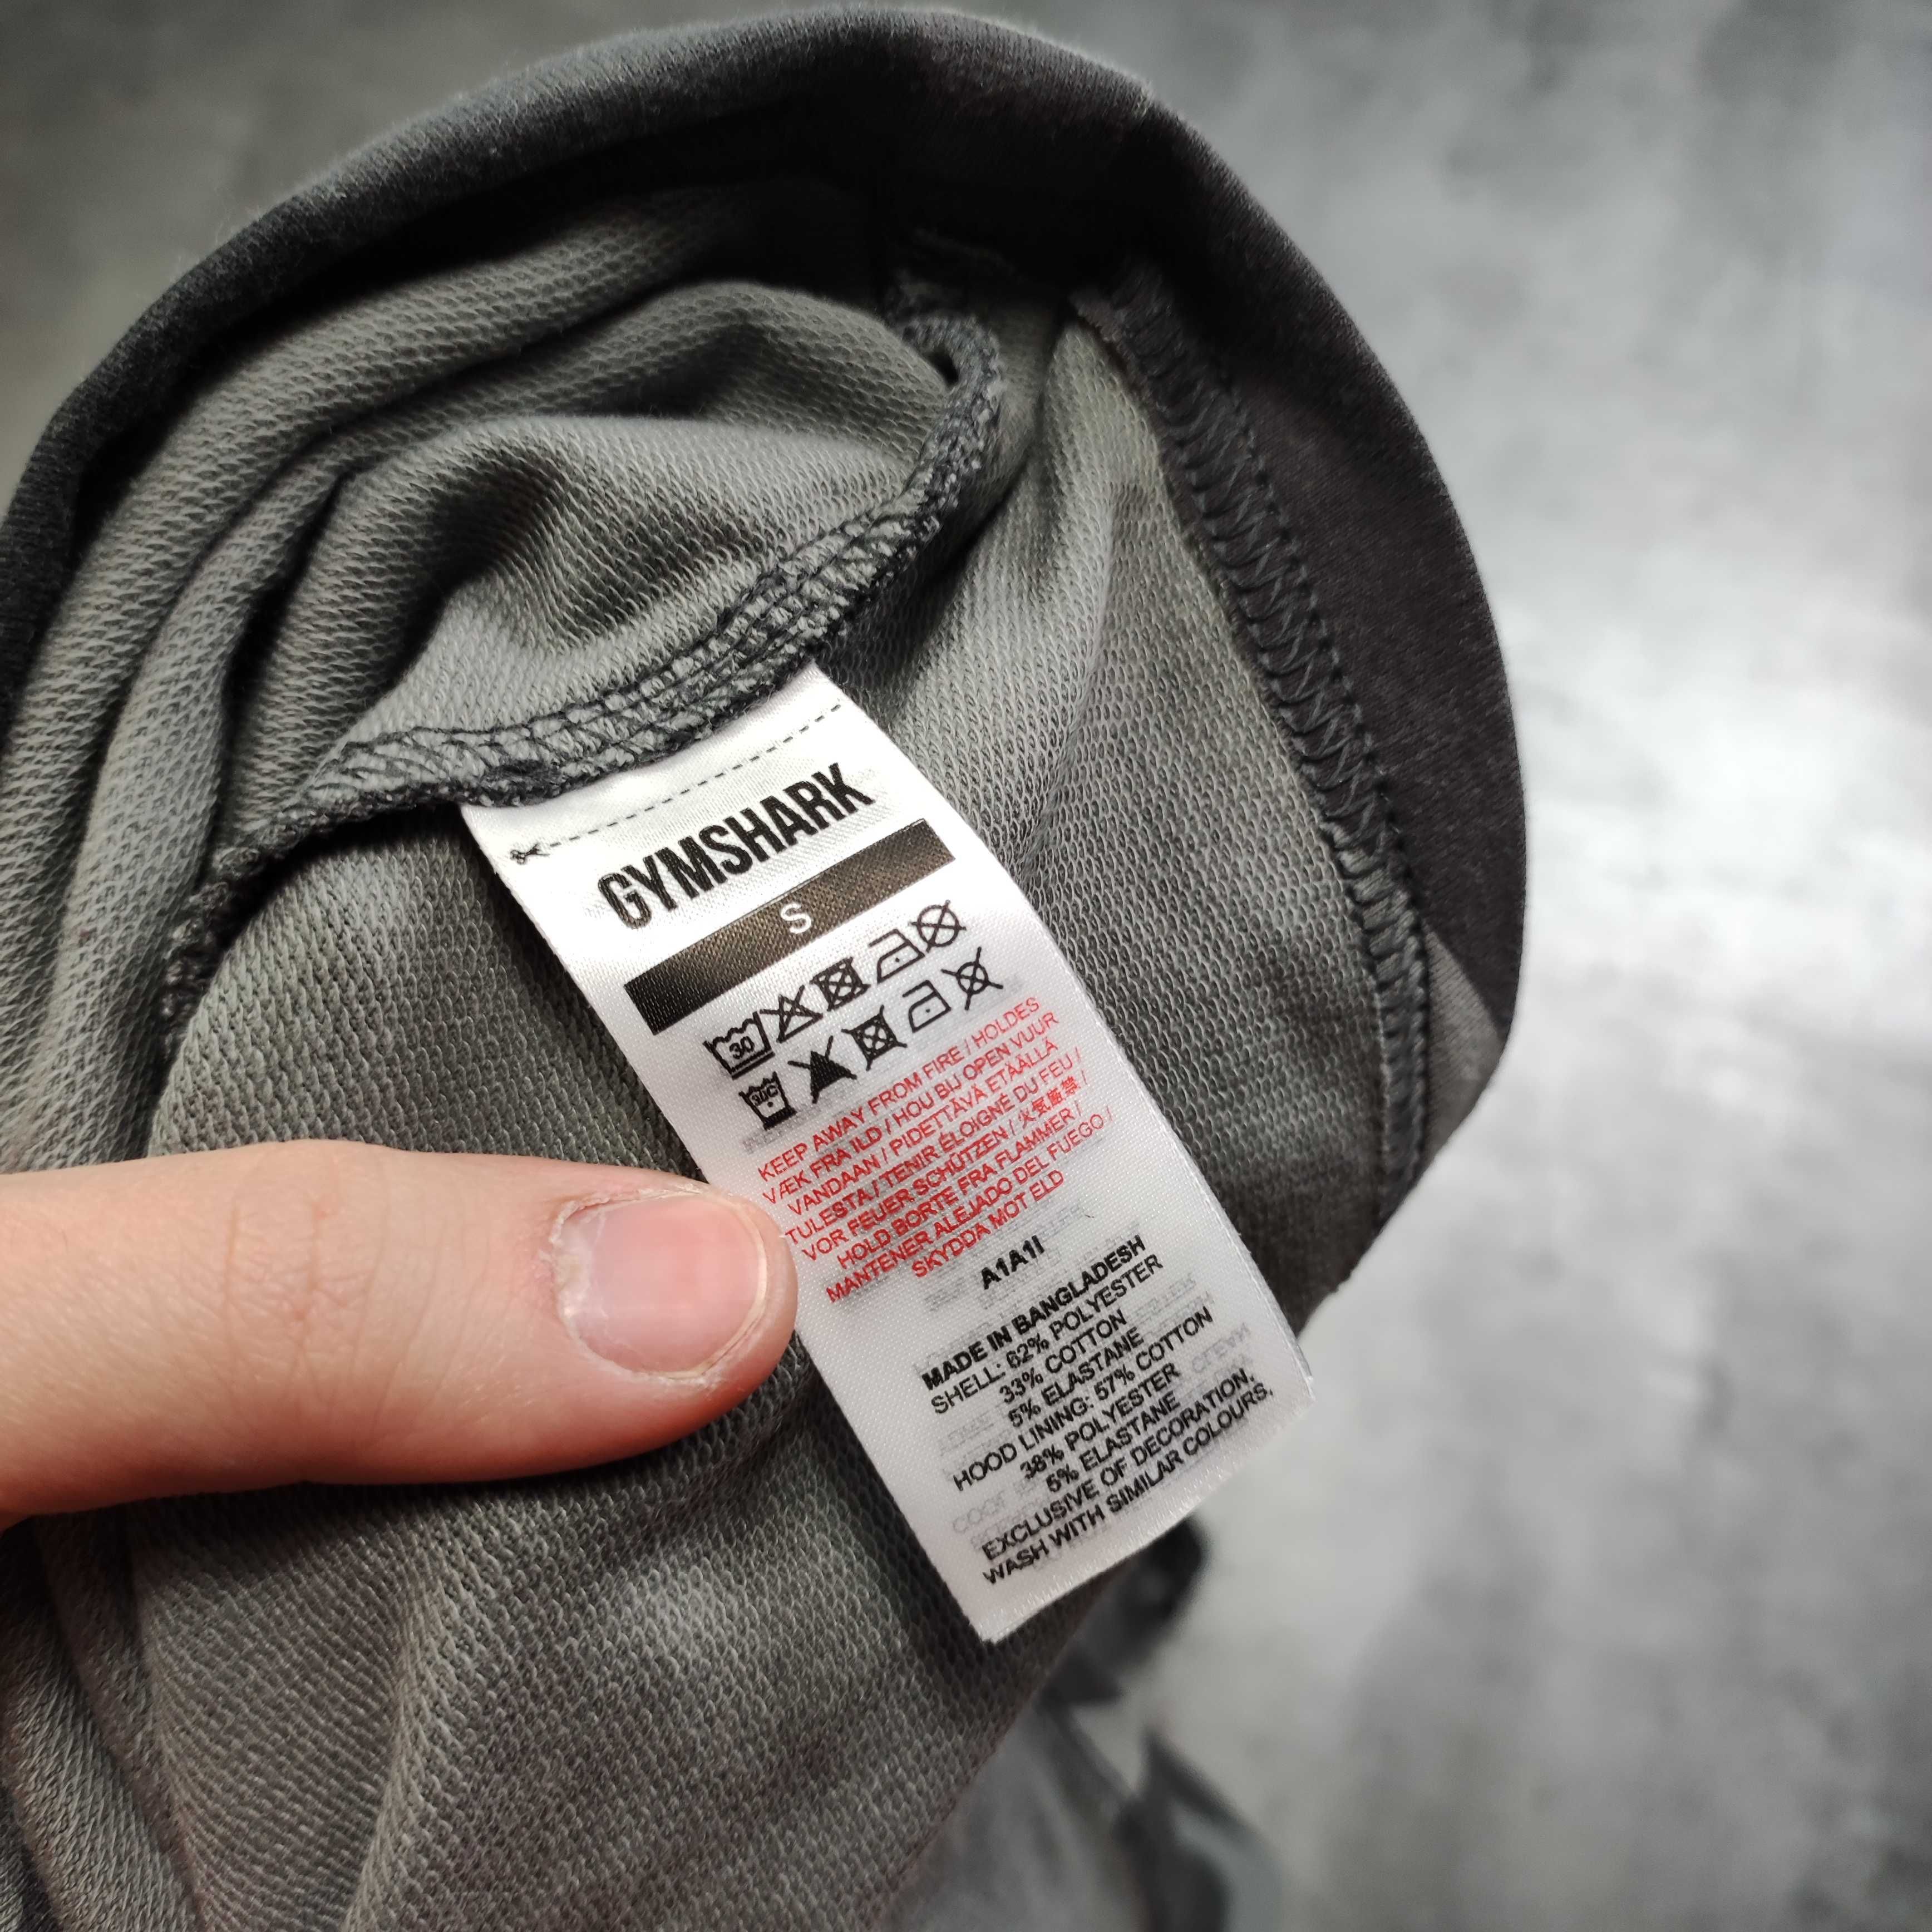 GYMSHARK
S
30
30C
KEEP AWAY FROM FIRE / HOLDES
VÆK FRA ILD / HOU BIJ OPEN VUUR
VANDAAN / PIDETTÄVÄ ETÄÄLLÄ
TULESTA / TENIR ÉLOIGNÉ DU FEU /
VOR FEUER SCHÜTZEN / 火気厳禁 /
HOLD BORTE FRA FLAMMER /
MANTENER ALEJADO DEL FUEGO /
SKYDDA MOT ELD
A1A1I
MADE IN BANGLADESH
SHELL: 62% POLYESTER
33% COTTON
5% ELASTANE
HOOD LINING: 57% COTTON
38% POLYESTER
5% ELASTANE
EXCLUSIVE OF DECORATION.
WASH WITH SIMILAR COLOURS.